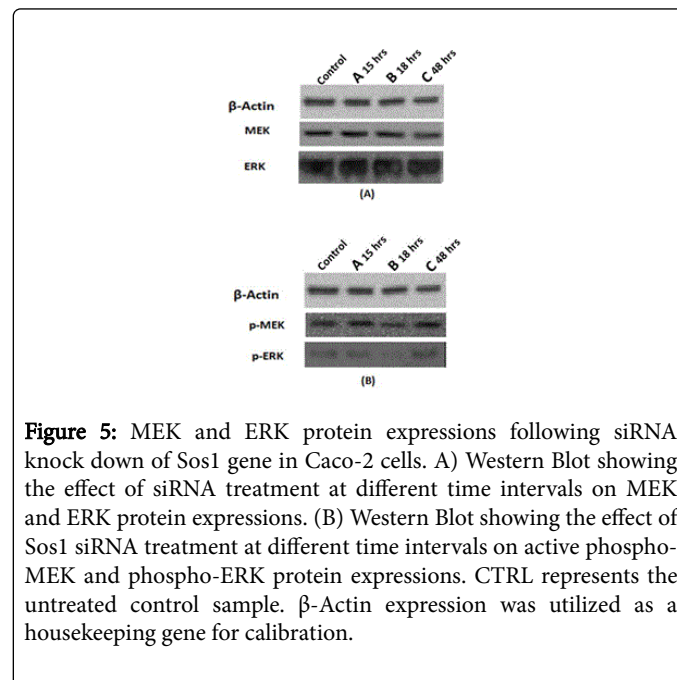 Control A 15 hrs B 18 hrs C 48 hrs
β-Actin
MEK
ERK
(A)
Control A 15 hrs B 18 hrs C 48 hrs
β-Actin
p-MEK
p-ERK
(B)
Figure 5: MEK and ERK protein expressions following siRNA
knock down of Sos1 gene in Caco-2 cells. A) Western Blot showing
the effect of siRNA treatment at different time intervals on MEK
and ERK protein expressions. (B) Western Blot showing the effect of
Sos1 siRNA treatment at different time intervals on active phospho-
MEK and phospho-ERK protein expressions. CTRL represents the
untreated control sample. β-Actin expression was utilized as a
housekeeping gene for calibration.